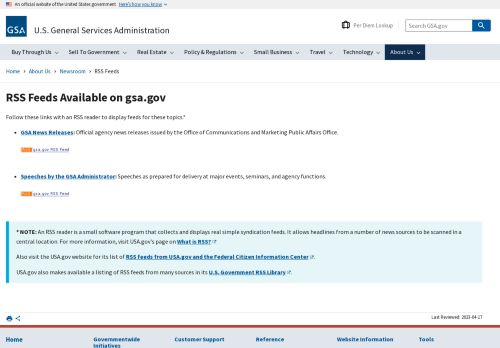 An official website of the United States government Here's how you know
GSA
U.S. General Services Administration
Per Diem Lookup
Search GSA.gov
Buy Through Us Sell To Government Real Estate Policy & Regulations Small Business Travel Technology About Us
Home > About Us > Newsroom > RSS Feeds
RSS Feeds Available on gsa.gov
Follow these links with an RSS reader to display feeds for these topics.*
GSA News Releases: Official agency news releases issued by the Office of Communications and Marketing Public Affairs Office.
RSS gsa.gov RSS Feed
Speeches by the GSA Administrator: Speeches as prepared for delivery at major events, seminars, and agency functions.
RSS gsa.gov RSS Feed
* NOTE: An RSS reader is a small software program that collects and displays real simple syndication feeds. It allows headlines from a number of news sources to be scanned in a
central location. For more information, visit USA.gov's page on What is RSS? .
Also visit the USA.gov website for its list of RSS feeds from USA.gov and the Federal Citizen Information Center .
USA.gov also makes available a listing of RSS feeds from many sources in its U.S. Government RSS Library .
Last Reviewed: 2023-04-17
Home Governmentwide Customer Support Reference Website Information Tools
Initiatives